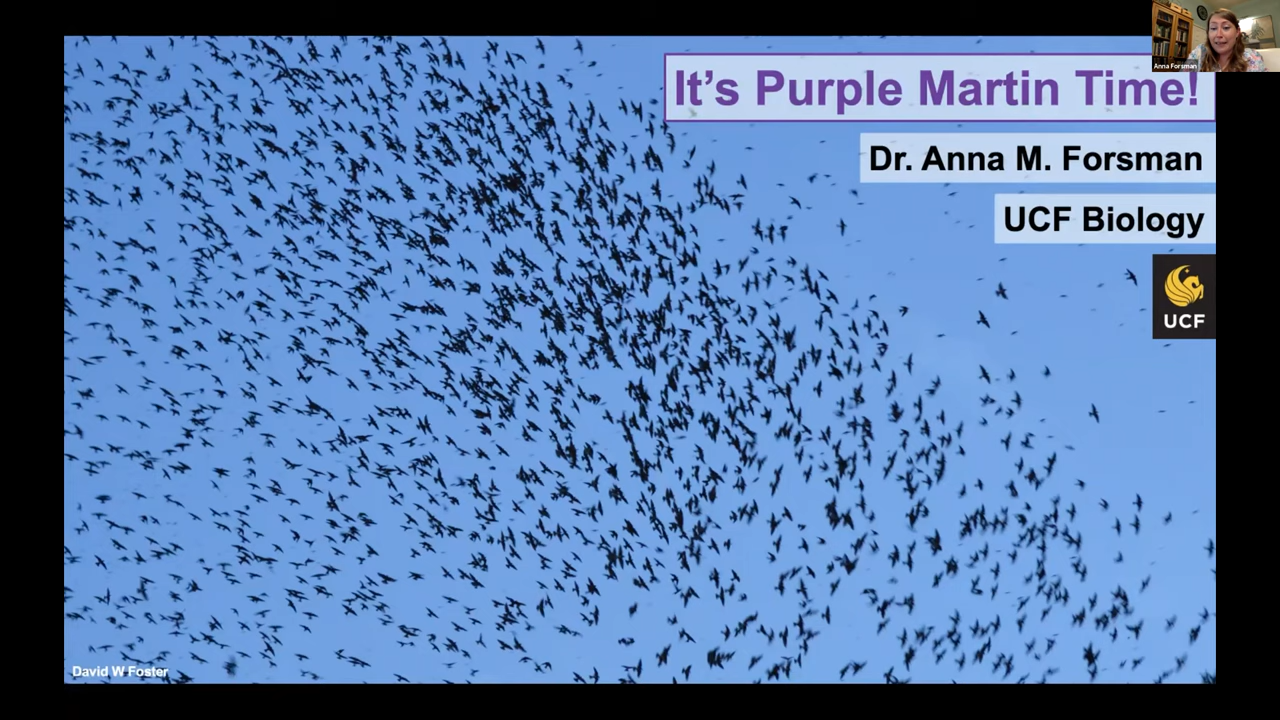 Anna Forsman
It's Purple Martin Time!
Dr. Anna M. Forsman
UCF Biology
UCF
David W Foster